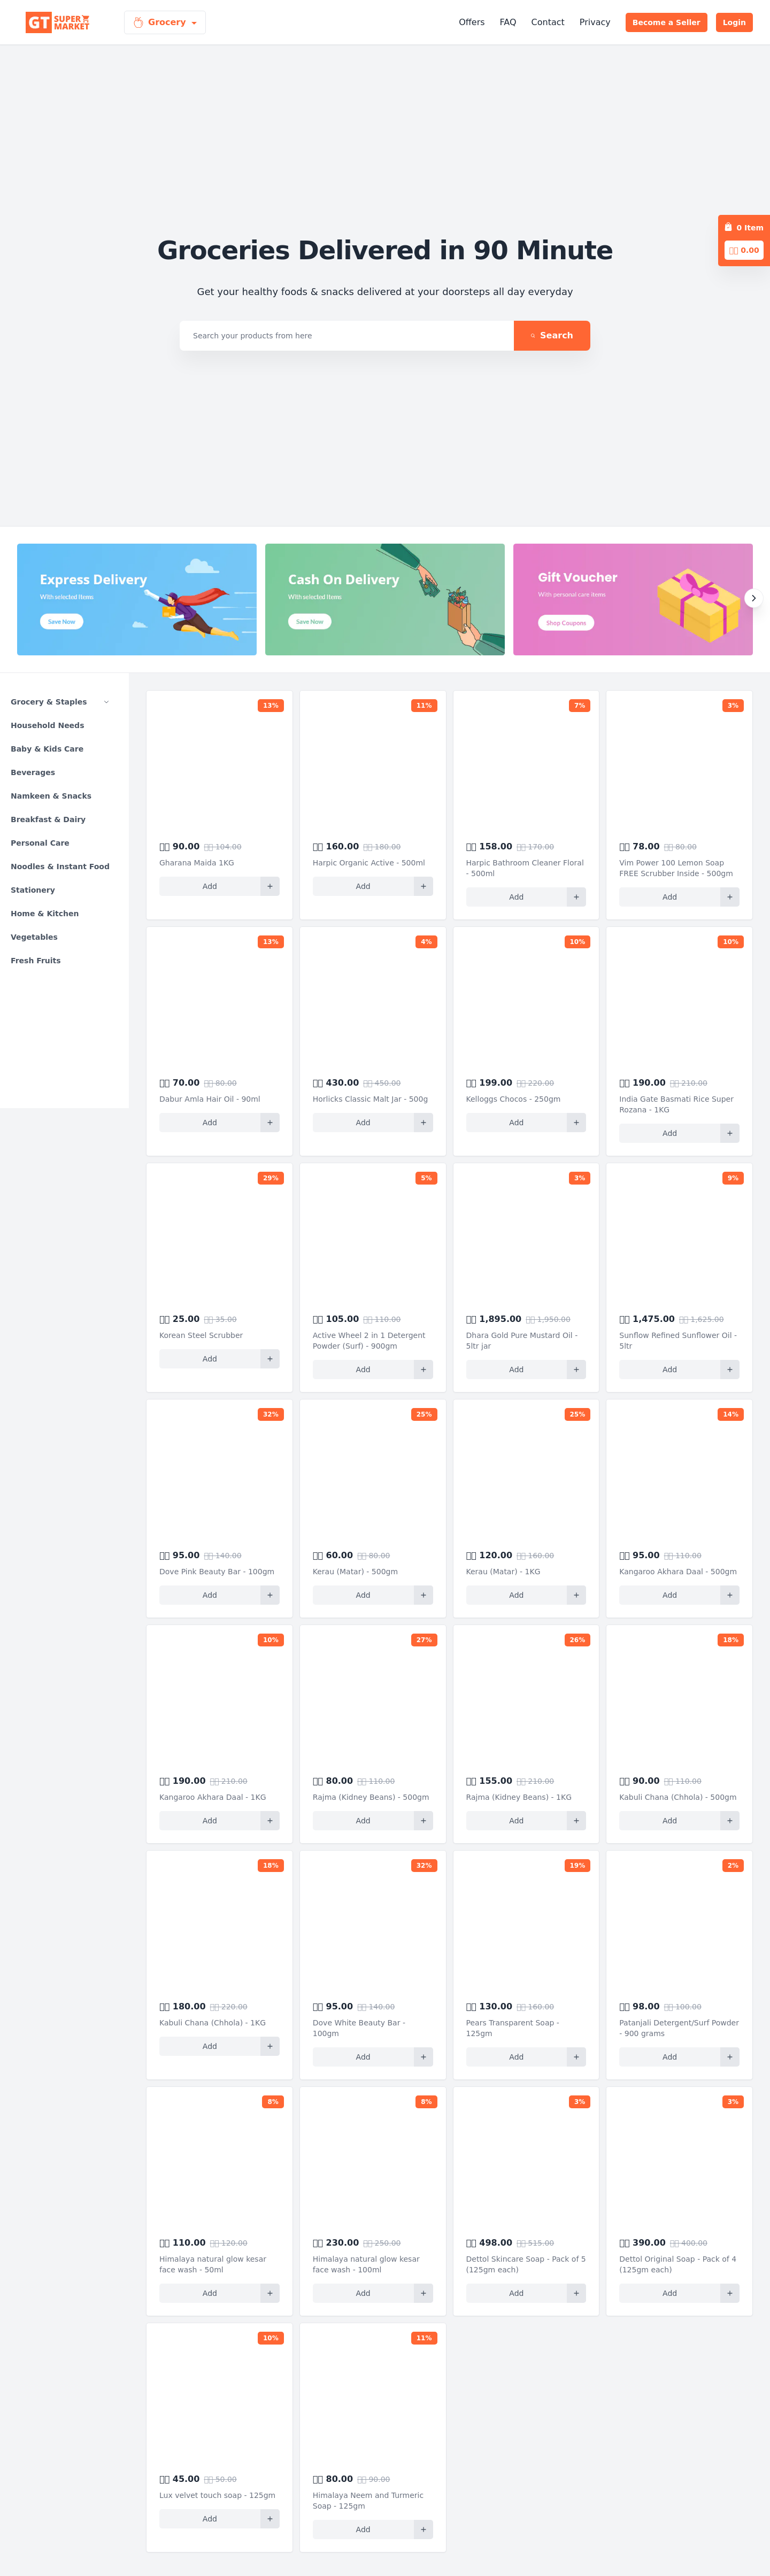 GT SUPER MARKET
Grocery
Offers
FAQ
Contact
Privacy
Become a Seller
Login
0 Item
0.00
Groceries Delivered in 90 Minute
Get your healthy foods & snacks delivered at your doorsteps all day everyday
Search your products from here
Search
Express Delivery
With selected items
Save Now
Cash On Delivery
With selected items
Save Now
Gift Voucher
With personal care items
Shop Coupons
Grocery & Staples
Household Needs
Baby & Kids Care
Beverages
Namkeen & Snacks
Breakfast & Dairy
Personal Care
Noodles & Instant Food
Stationery
Home & Kitchen
Vegetables
Fresh Fruits
13%
90.00 104.00
Gharana Maida 1KG
Add +
11%
160.00 180.00
Harpic Organic Active - 500ml
Add +
7%
158.00 170.00
Harpic Bathroom Cleaner Floral
- 500ml
Add +
3%
78.00 80.00
Vim Power 100 Lemon Soap
FREE Scrubber Inside - 500gm
Add +
13%
70.00 80.00
Dabur Amla Hair Oil - 90ml
Add +
4%
430.00 450.00
Horlicks Classic Malt Jar - 500g
Add +
10%
199.00 220.00
Kelloggs Chocos - 250gm
Add +
10%
190.00 210.00
India Gate Basmati Rice Super
Rozana - 1KG
Add +
29%
25.00 35.00
Korean Steel Scrubber
Add +
5%
105.00 110.00
Active Wheel 2 in 1 Detergent
Powder (Surf) - 900gm
Add +
3%
1,895.00 1,950.00
Dhara Gold Pure Mustard Oil -
5ltr jar
Add +
9%
1,475.00 1,625.00
Sunflow Refined Sunflower Oil -
5ltr
Add +
32%
95.00 140.00
Dove Pink Beauty Bar - 100gm
Add +
25%
60.00 80.00
Kerau (Matar) - 500gm
Add +
25%
120.00 160.00
Kerau (Matar) - 1KG
Add +
14%
95.00 110.00
Kangaroo Akhara Daal - 500gm
Add +
10%
190.00 210.00
Kangaroo Akhara Daal - 1KG
Add +
27%
80.00 110.00
Rajma (Kidney Beans) - 500gm
Add +
26%
155.00 210.00
Rajma (Kidney Beans) - 1KG
Add +
18%
90.00 110.00
Kabuli Chana (Chhola) - 500gm
Add +
18%
180.00 220.00
Kabuli Chana (Chhola) - 1KG
Add +
32%
95.00 140.00
Dove White Beauty Bar -
100gm
Add +
19%
130.00 160.00
Pears Transparent Soap -
125gm
Add +
2%
98.00 100.00
Patanjali Detergent/Surf Powder
- 900 grams
Add +
8%
110.00 120.00
Himalaya natural glow kesar
face wash - 50ml
Add +
8%
230.00 250.00
Himalaya natural glow kesar
face wash - 100ml
Add +
3%
498.00 515.00
Dettol Skincare Soap - Pack of 5
(125gm each)
Add +
3%
390.00 400.00
Dettol Original Soap - Pack of 4
(125gm each)
Add +
10%
45.00 50.00
Lux velvet touch soap - 125gm
Add +
11%
80.00 90.00
Himalaya Neem and Turmeric
Soap - 125gm
Add +